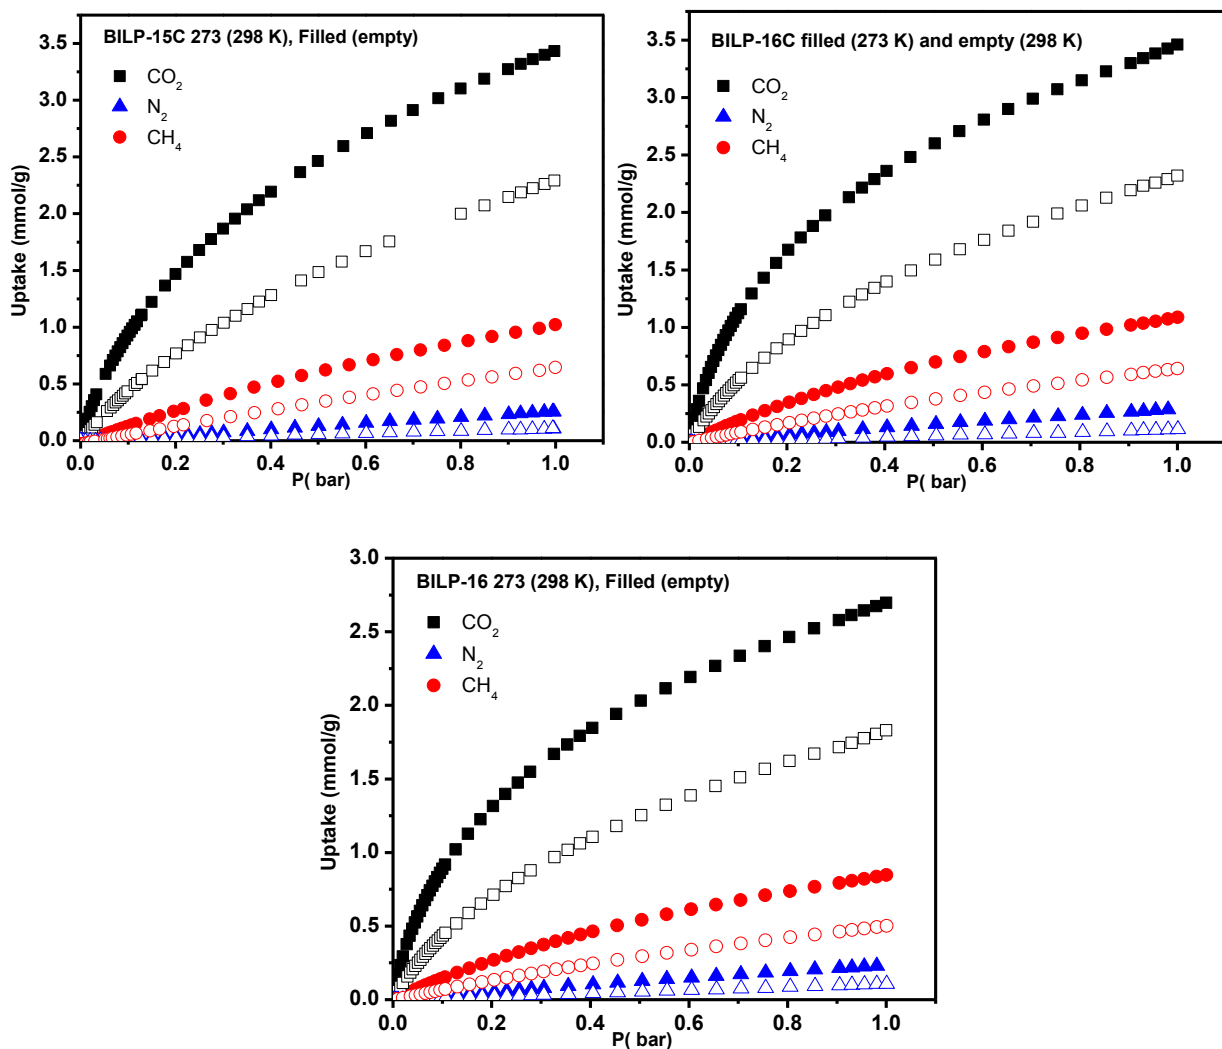 BILP-15C 273 (298 K), Filled (empty)
CO2
N2
CH4
Uptake (mmol/g)
3.5
3.0
2.5
2.0
1.5
1.0
0.5
0.0
0.0 0.2 0.4 0.6 0.8 1.0
P( bar)
BILP-16C filled (273 K) and empty (298 K)
CO2
N2
CH4
Uptake (mmol/g)
3.5
3.0
2.5
2.0
1.5
1.0
0.5
0.0
0.0 0.2 0.4 0.6 0.8 1.0
P( bar)
BILP-16 273 (298 K), Filled (empty)
CO2
N2
CH4
Uptake (mmol/g)
3.0
2.5
2.0
1.5
1.0
0.5
0.0
0.0 0.2 0.4 0.6 0.8 1.0
P( bar)